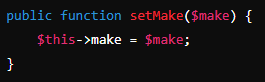 public function setMake($make) {
$this->make = $make;
}